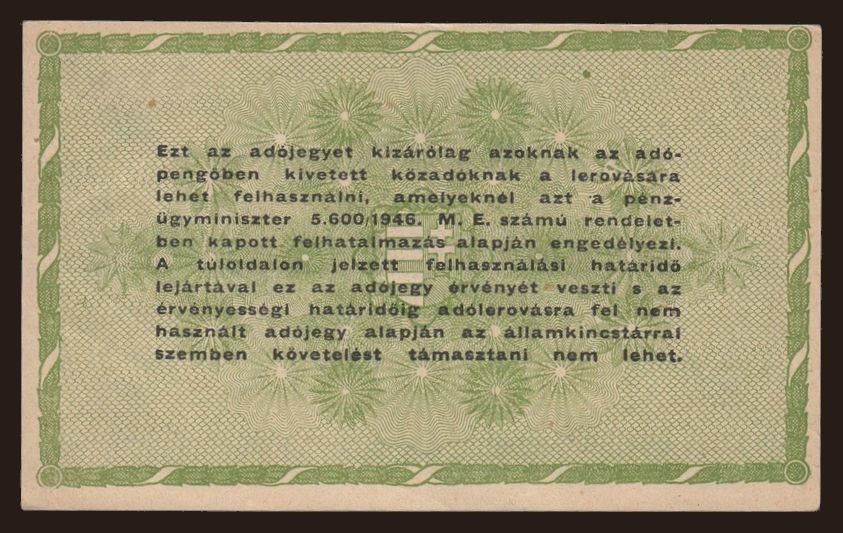 Ezt az adójegyet kizárólag azoknak az adó-
pengőben kivetett közadóknak a lerovására
lehet felhasználni, amelyeknél azt a pénz-
ügyminiszter 5.600/1946. M. E. számú rendelet-
ben kapott felhatalmazás alapján engedélyezi.
A túloldalon jelzett felhasználási határidő
lejártával ez az adójegy érvényét veszti s az
érvényességi határidőig adólerovásra fel nem
használt adójegy alapján az államkincstárral
szemben követelést támasztani nem lehet.